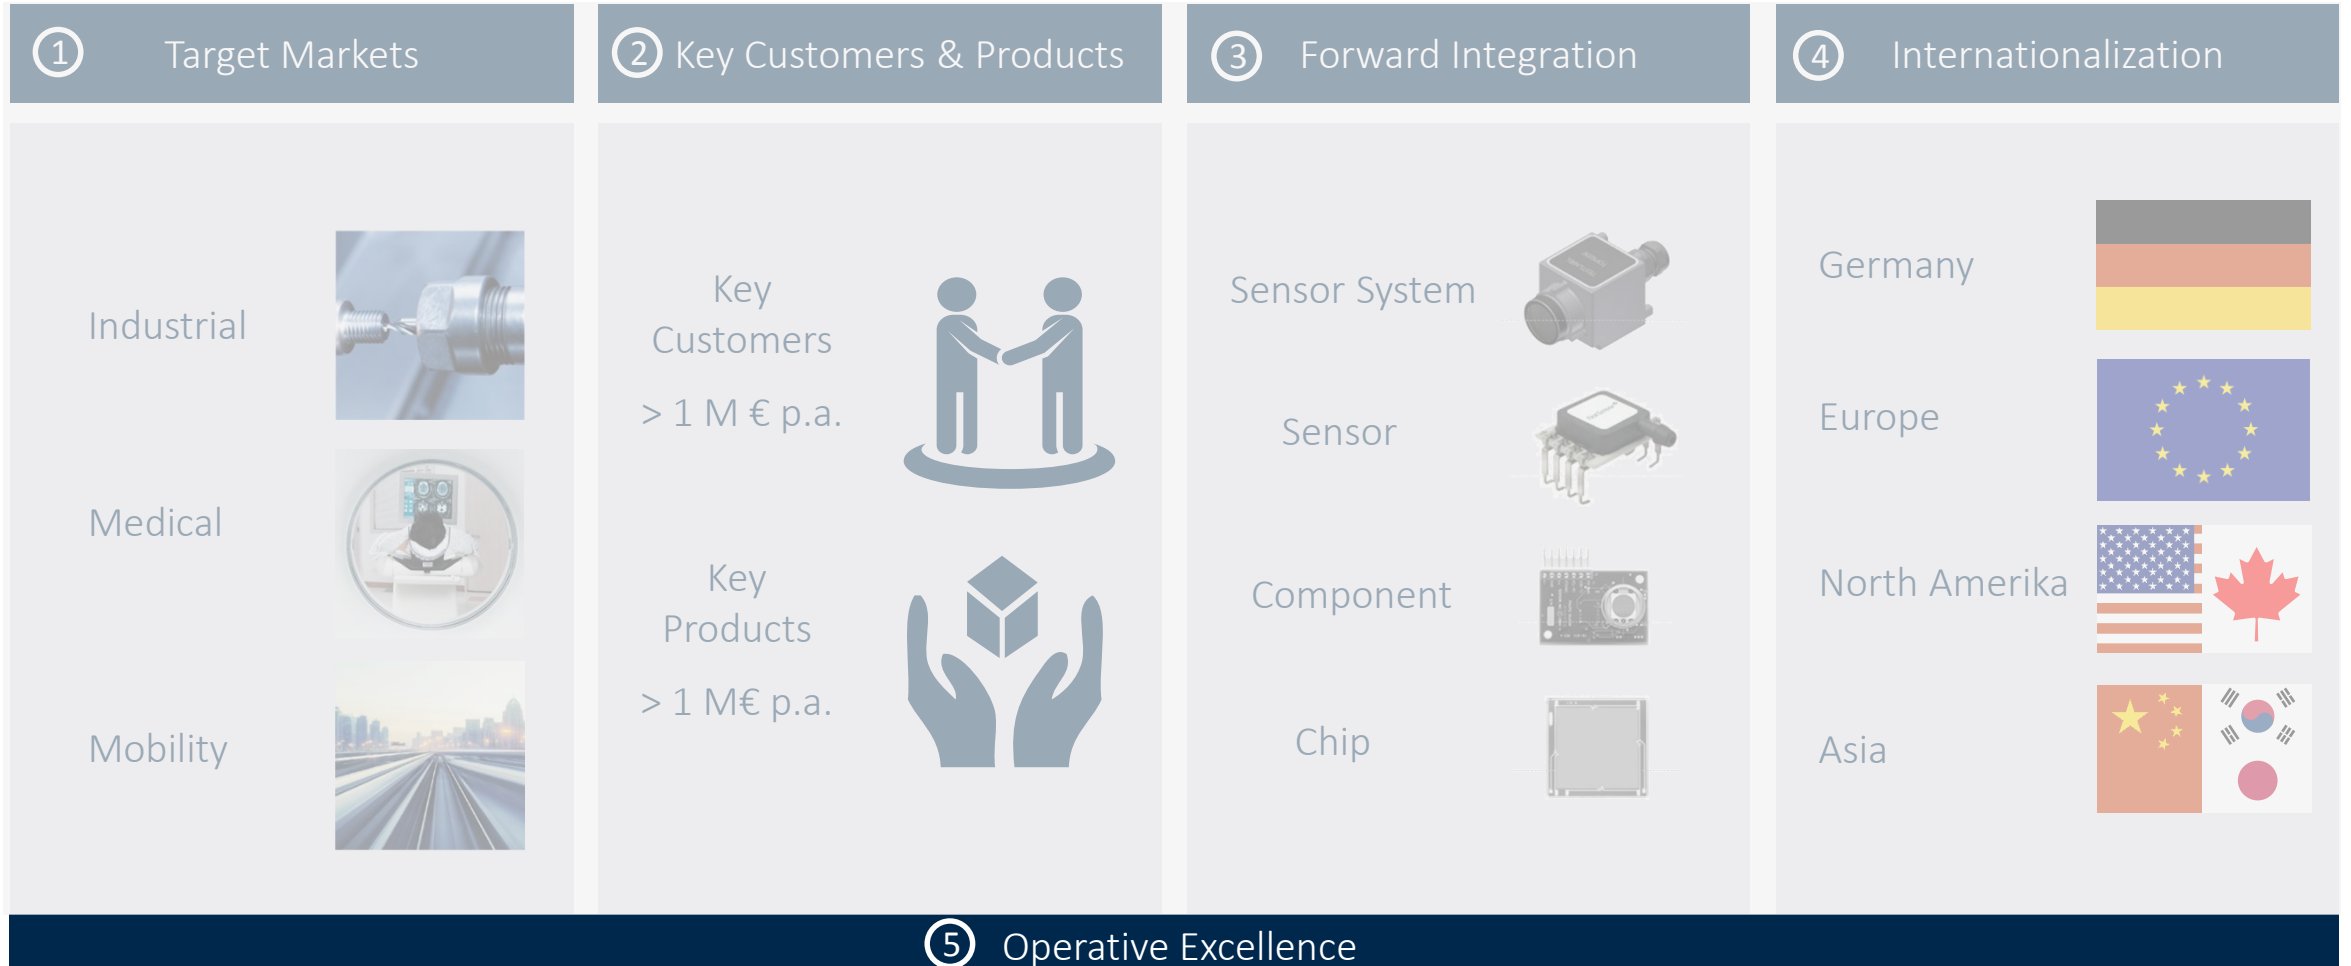 1 Target Markets
Industrial
Medical
Mobility
2 Key Customers & Products
Key
Customers
> 1 M € p.a.
Key
Products
> 1 M€ p.a.
3 Forward Integration
Sensor System
Sensor
Component
Chip
4 Internationalization
Germany
Europe
North Amerika
Asia
5 Operative Excellence